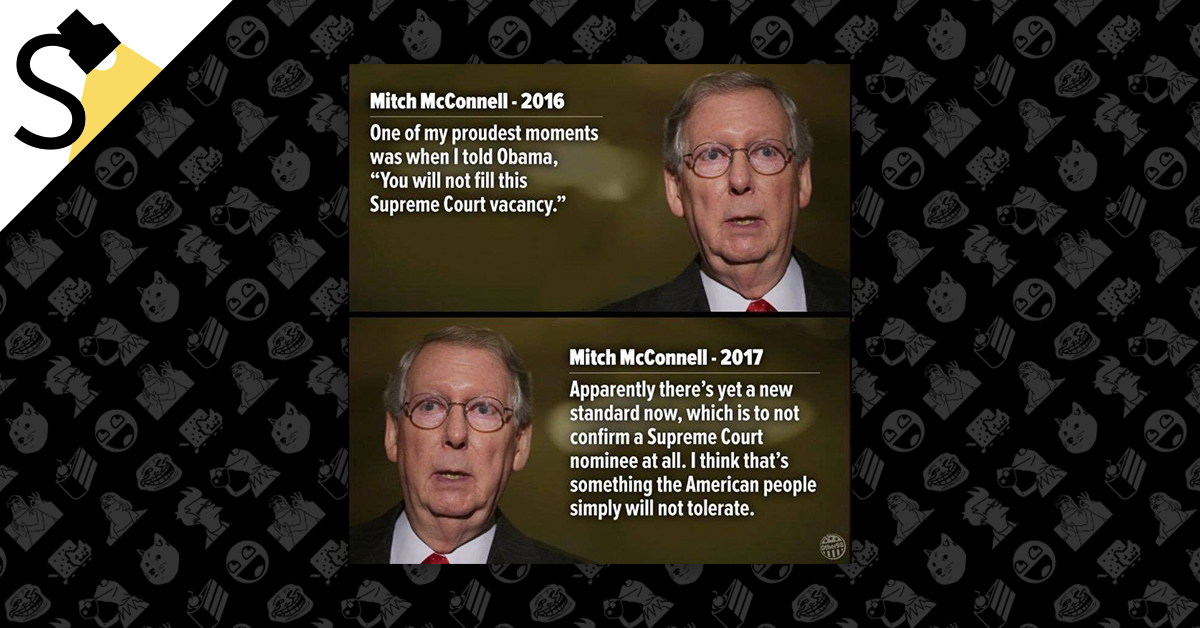 S
Mitch McConnell - 2016
One of my proudest moments
was when I told Obama,
“You will not fill this
Supreme Court vacancy.”
Mitch McConnell - 2017
Apparently there’s yet a new
standard now, which is to not
confirm a Supreme Court
nominee at all. I think that’s
something the American people
simply will not tolerate.
Other98